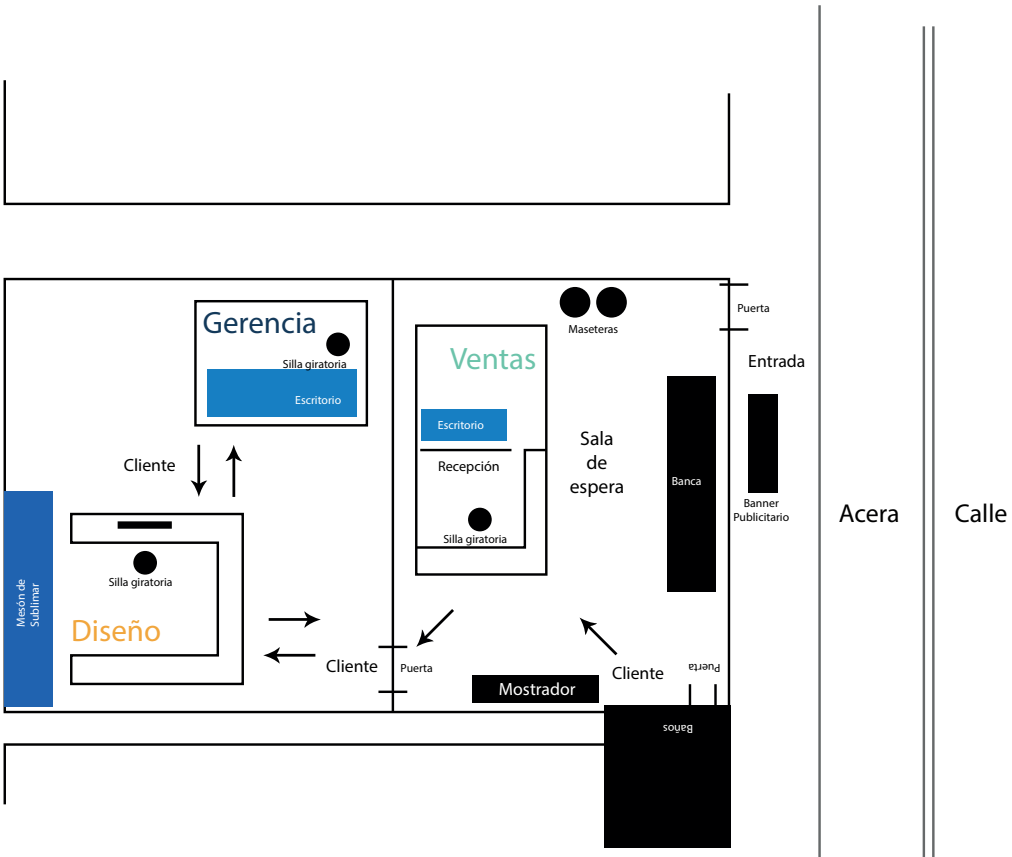 Gerencia
Silla giratoria
Escritorio
Cliente
Mesón de
Sublimar
Silla giratoria
Diseño
Cliente
Puerta
Maseteras
Ventas
Escritorio
Recepción
Silla giratoria
Sala
de
espera
Banca
Mostrador
Cliente
Puerta
Baños
Puerta
Entrada
Banner
Publicitario
Acera
Calle